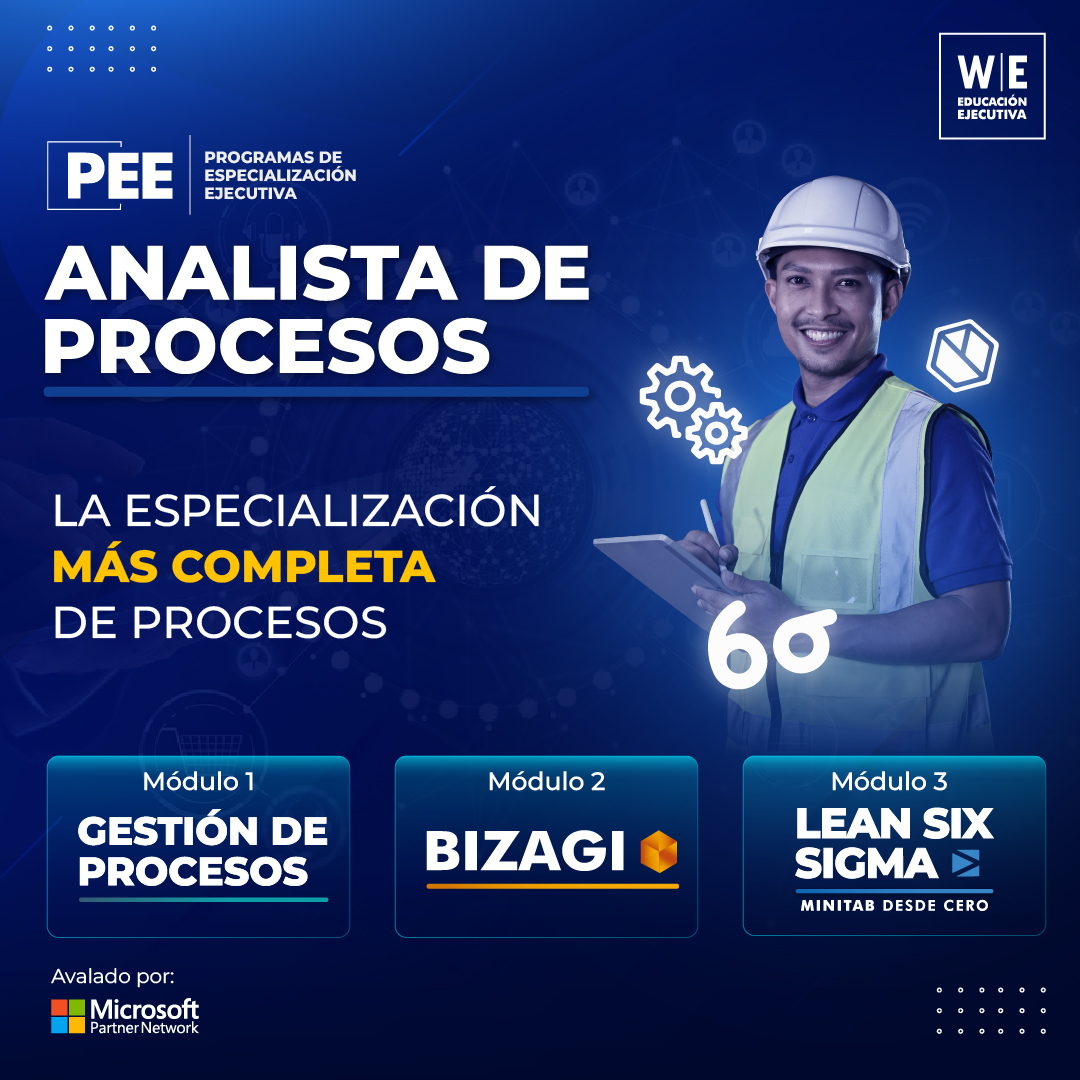 W|E
EDUCACIÓN
EJECUTIVA
PEE
PROGRAMAS DE
ESPECIALIZACIÓN
EJECUTIVA
ANALISTA DE
PROCESOS
LA ESPECIALIZACIÓN
MÁS COMPLETA
DE PROCESOS
6σ
Módulo 1
GESTIÓN DE
PROCESOS
Módulo 2
BIZAGI
Módulo 3
LEAN SIX
SIGMA
MINITAB DESDE CERO
Avalado por:
Microsoft
Partner Network